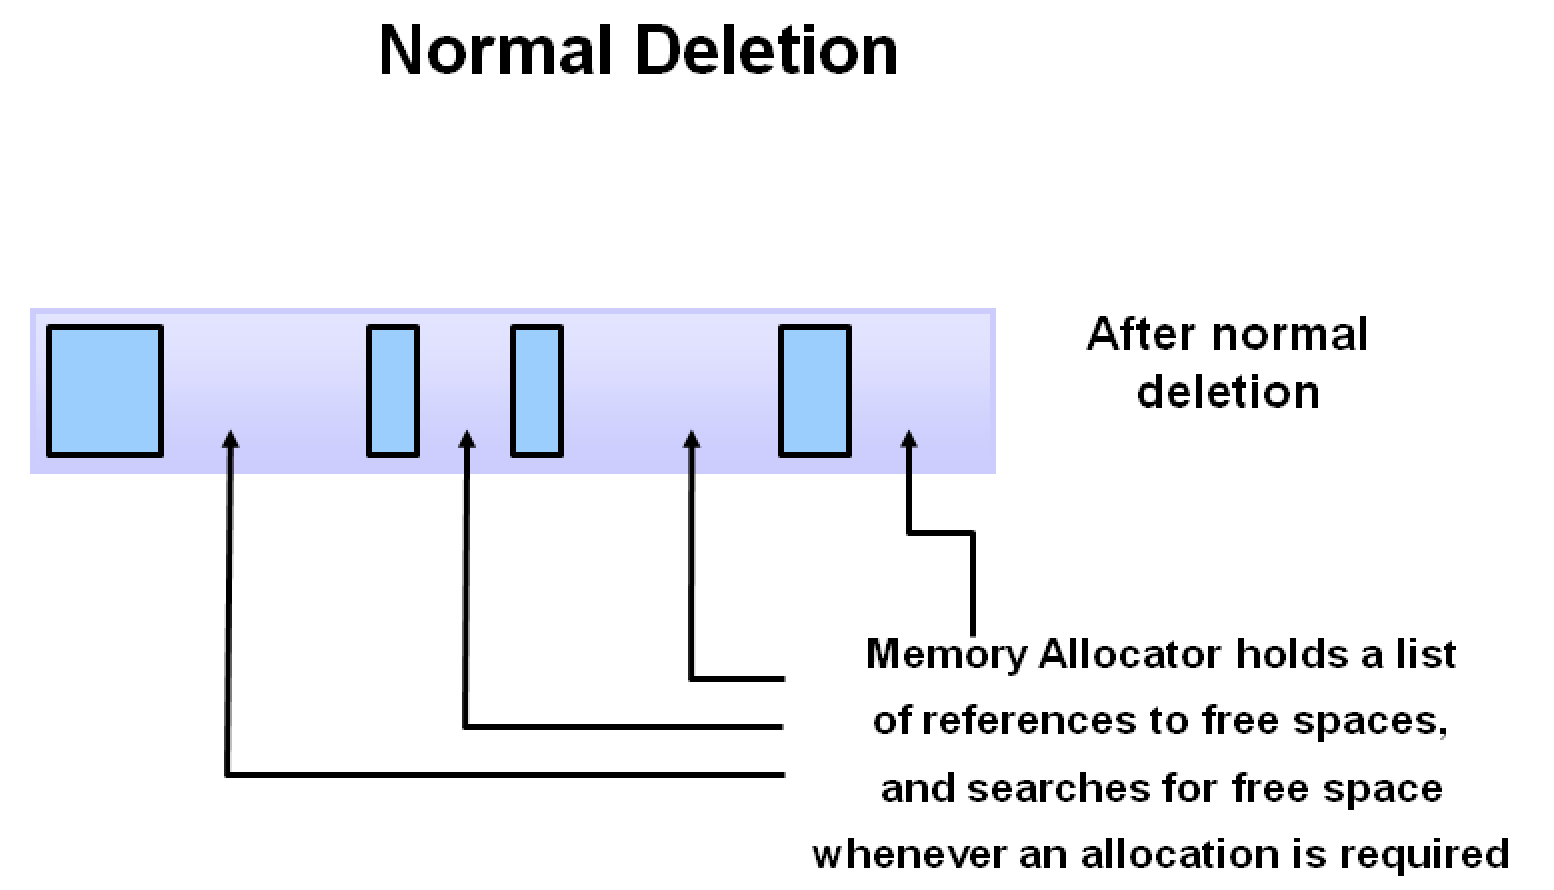 Normal Deletion
After normal
deletion
Memory Allocator holds a list
of references to free spaces,
and searches for free space
whenever an allocation is required